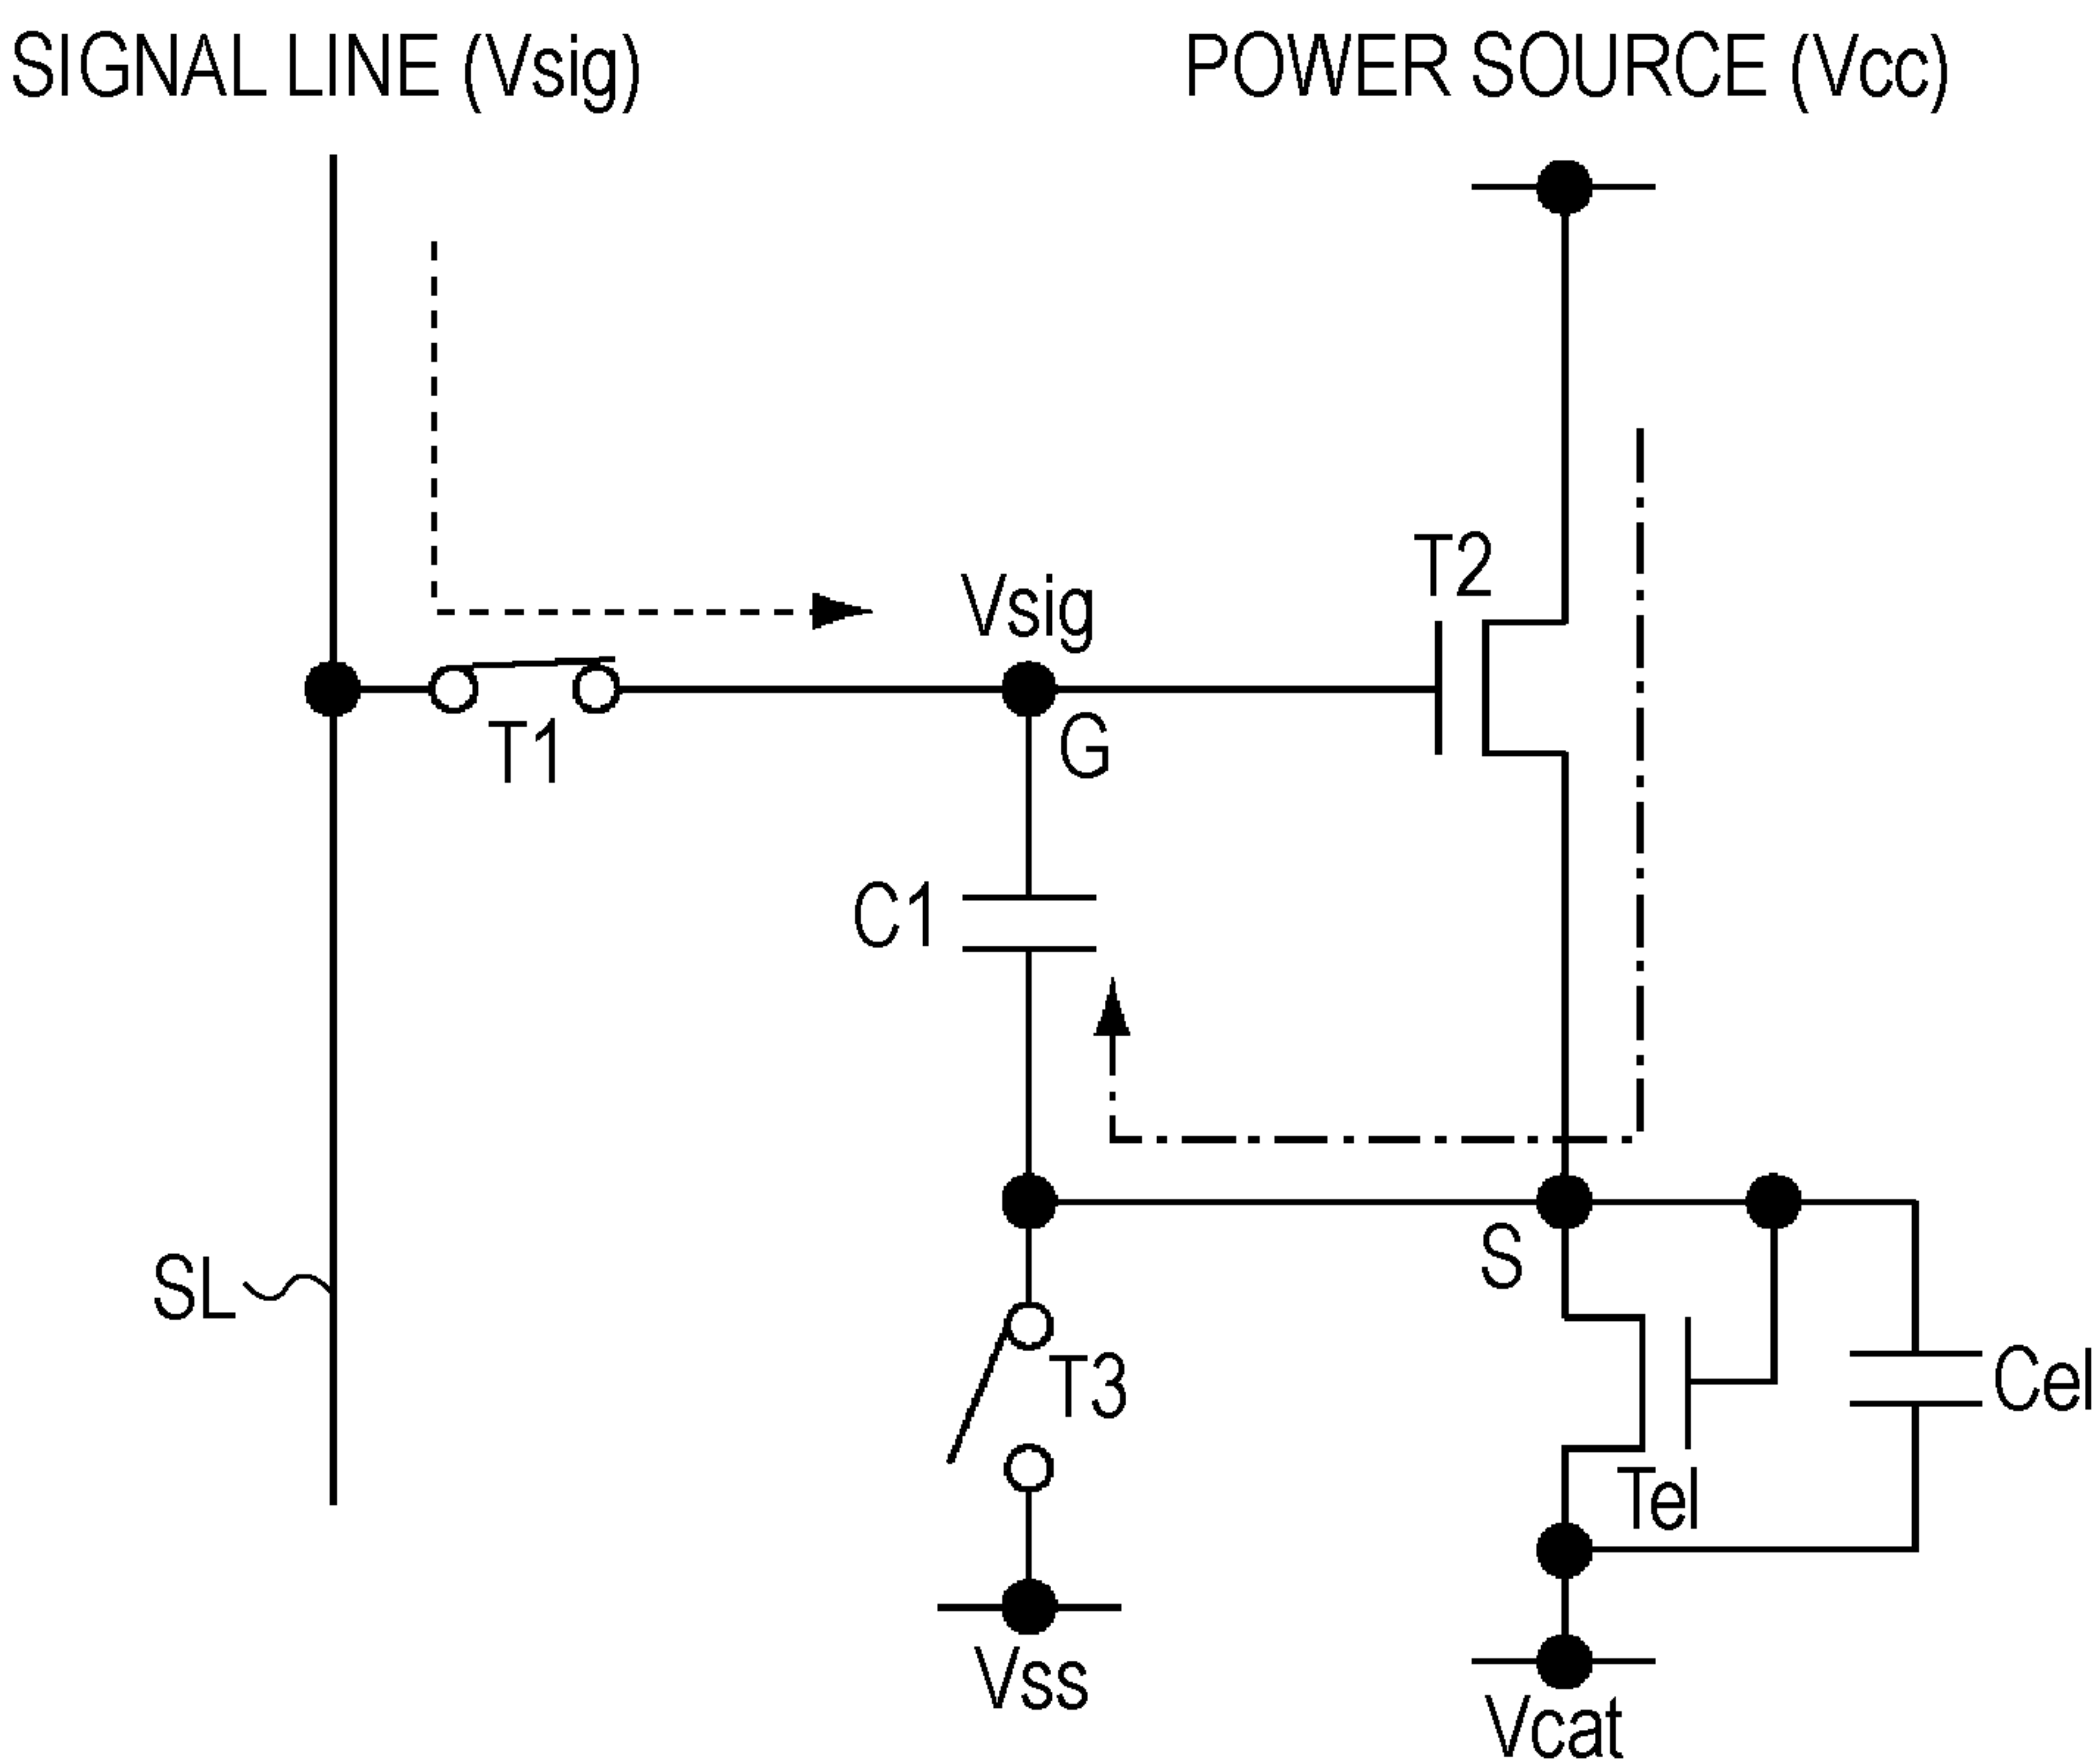 SIGNAL LINE (Vsig)
POWER SOURCE (Vcc)
T2
Vsig
T1
G
C1
S
SL
T3
Cel
Tel
Vss
Vcat